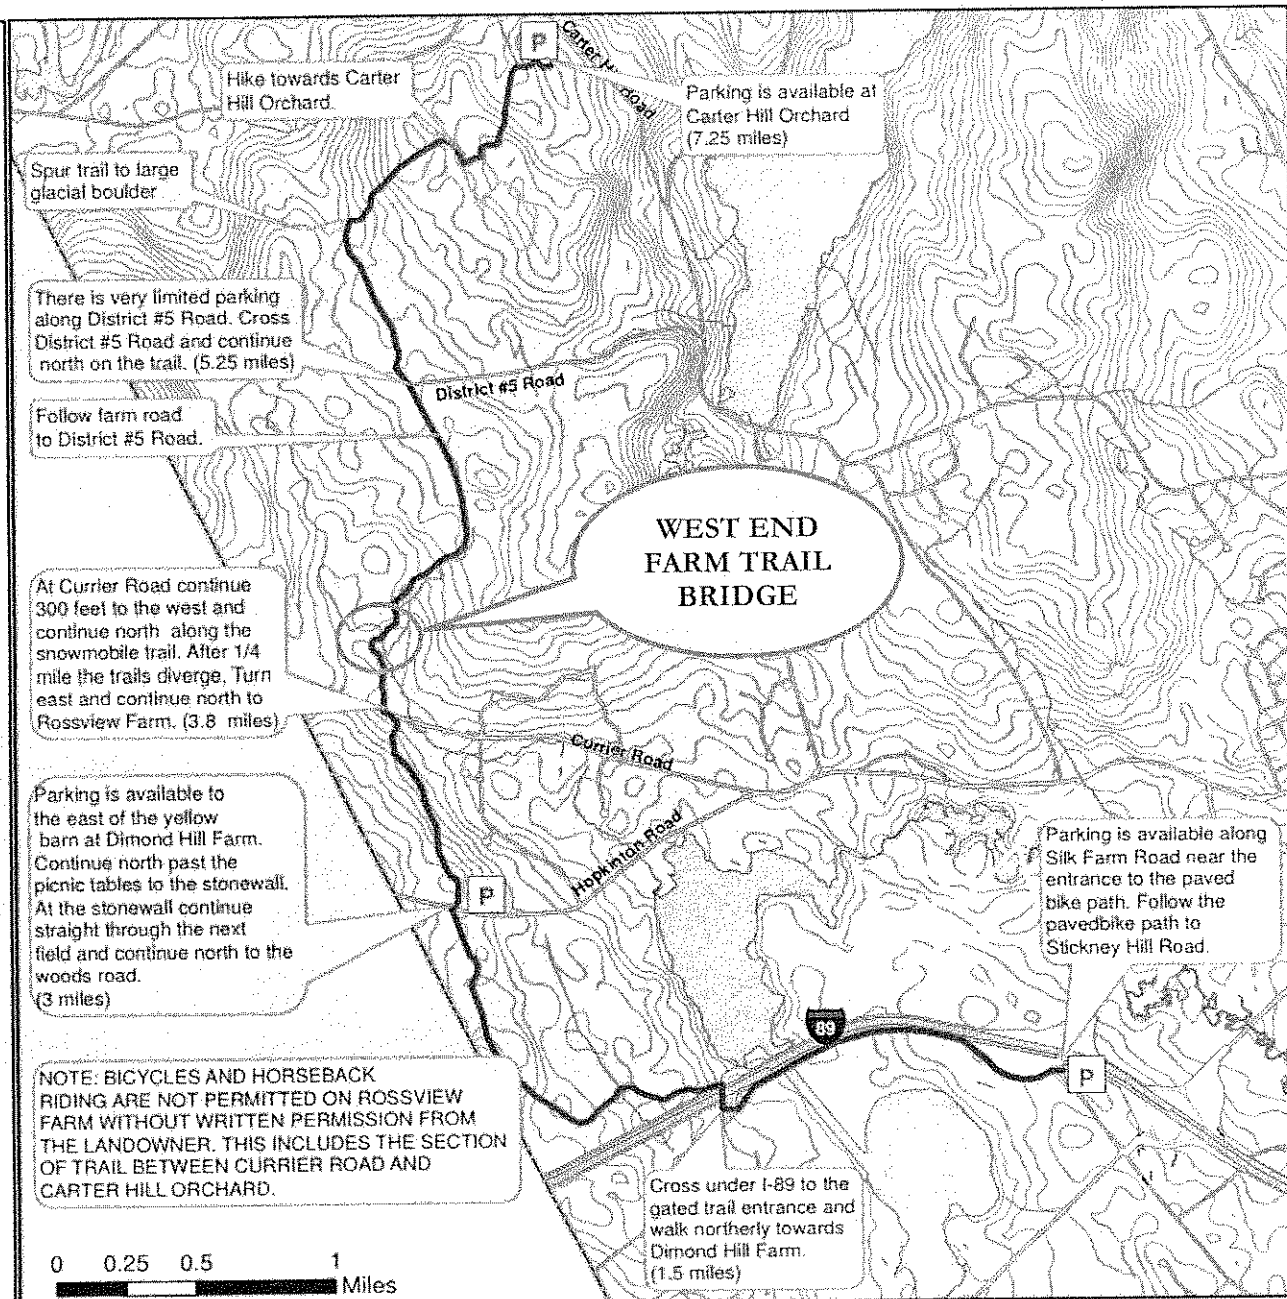 P
Carter Hill Road
Hike towards Carter
Hill Orchard.
Parking is available at
Carter Hill Orchard
(7.25 miles)
Spur trail to large
glacial boulder
There is very limited parking
along District #5 Road. Cross
District #5 Road and continue
north on the trail. (5.25 miles)
District #5 Road
Follow farm road
to District #5 Road.
WEST END
FARM TRAIL
BRIDGE
At Currier Road continue
300 feet to the west and
continue north along the
snowmobile trail. After 1/4
mile the trails diverge. Turn
east and continue north to
Rossview Farm. (3.8 miles)
Currier Road
Hopkinton Road
Parking is available to
the east of the yellow
barn at Dimond Hill Farm.
Continue north past the
picnic tables to the stonewall.
At the stonewall continue
straight through the next
field and continue north to the
woods road.
(3 miles)
P
Parking is available along
Silk Farm Road near the
entrance to the paved
bike path. Follow the
pavedbike path to
Stickney Hill Road.
89
P
NOTE: BICYCLES AND HORSEBACK
RIDING ARE NOT PERMITTED ON ROSSVIEW
FARM WITHOUT WRITTEN PERMISSION FROM
THE LANDOWNER. THIS INCLUDES THE SECTION
OF TRAIL BETWEEN CURRIER ROAD AND
CARTER HILL ORCHARD.
Cross under I-89 to the
gated trail entrance and
walk northerly towards
Dimond Hill Farm.
(1.5 miles)
0 0.25 0.5 1
Miles